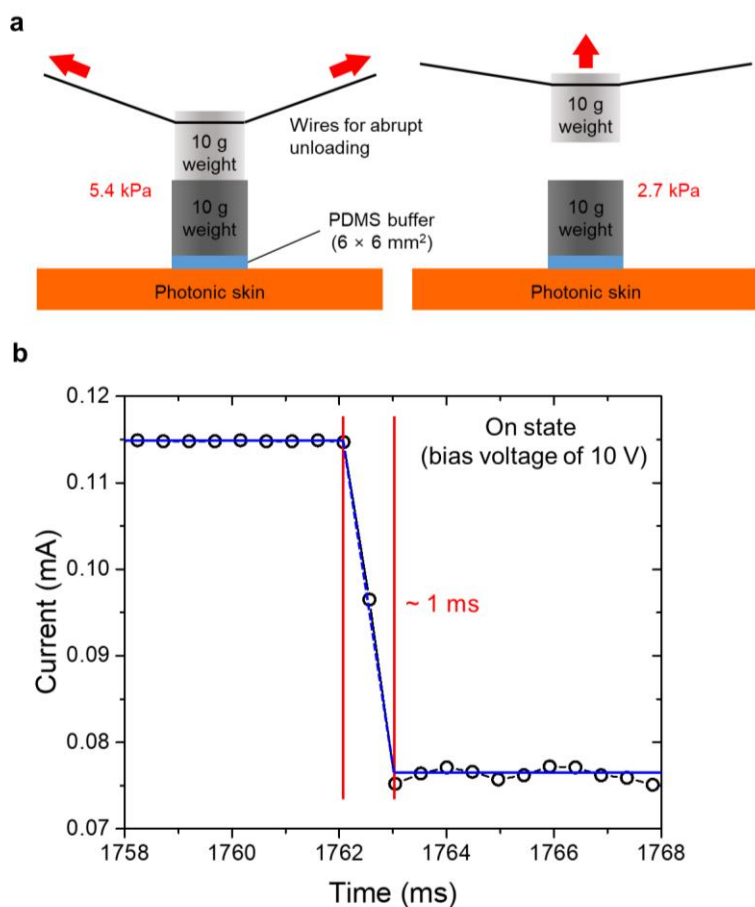 a
10 g
weight
10 g
weight
5.4 kPa
Wires for abrupt
unloading
PDMS buffer
(6 × 6 mm²)
Photonic skin
10 g
weight
10 g
weight
2.7 kPa
Photonic skin
b
On state
(bias voltage of 10 V)
~ 1 ms
Current (mA)
0.12
0.11
0.10
0.09
0.08
0.07
1758 1760 1762 1764 1766 1768
Time (ms)